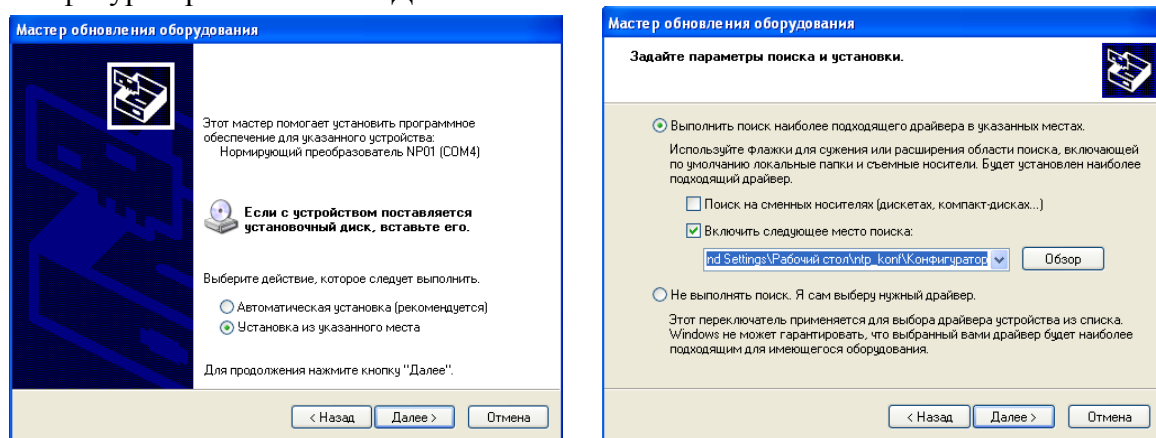 Мастер обновления оборудования
Этот мастер помогает установить программное
обеспечение для указанного устройства:
Нормирующий преобразователь NP01 (COM4)
Если с устройством поставляется
установочный диск, вставьте его.
Выберите действие, которое следует выполнить.
Автоматическая установка (рекомендуется)
Установка из указанного места
Для продолжения нажмите кнопку "Далее".
< Назад
Далее >
Отмена
Мастер обновления оборудования
Задайте параметры поиска и установки.
Выполнить поиск наиболее подходящего драйвера в указанных местах.
Используйте флажки для сужения или расширения области поиска, включающей
по умолчанию локальные папки и съемные носители. Будет установлен наиболее
подходящий драйвер.
Поиск на сменных носителях (дискетах, компакт-дисках...)
Включить следующее место поиска:
nd Settings\Рабочий стол\ntp_konf\Конфигуратор
Обзор
Не выполнять поиск. Я сам выберу нужный драйвер.
Этот переключатель применяется для выбора драйвера устройства из списка.
Windows не может гарантировать, что выбранный вами драйвер будет наиболее
подходящим для имеющегося оборудования.
< Назад
Далее >
Отмена